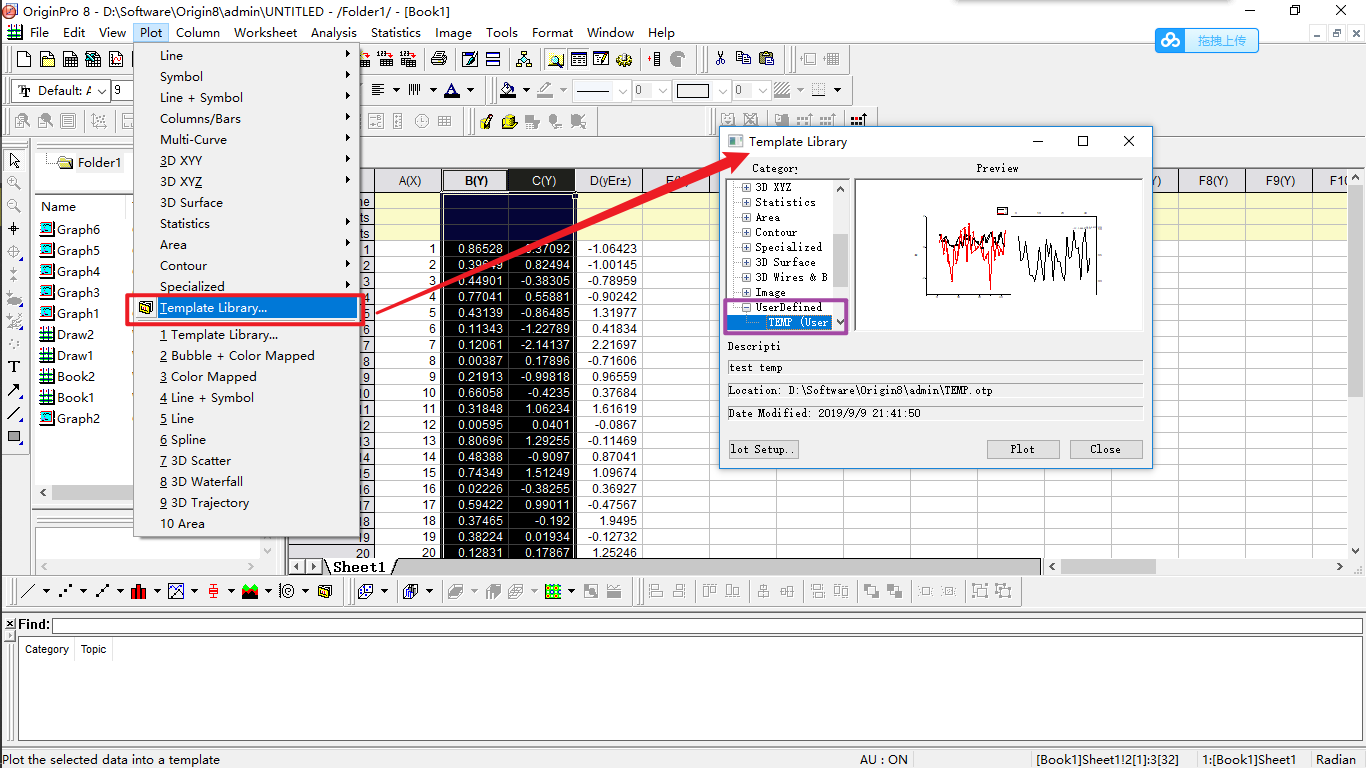 OriginPro 8 - D:\Software\Origin8\admin\UNTITLED - /Folder1/ - [Book1]
File Edit View Plot Column Worksheet Analysis Statistics Image Tools Format Window Help
拖拽上传
Default: A 9 0 0
Line
Symbol
Line + Symbol
Columns/Bars
Multi-Curve
3D XYY
3D XYZ
3D Surface
Statistics
Area
Contour
Specialized
Template Library...
1 Template Library...
2 Bubble + Color Mapped
3 Color Mapped
4 Line + Symbol
5 Line
6 Spline
7 3D Scatter
8 3D Waterfall
9 3D Trajectory
10 Area
Folder1
Name
Graph6
Graph5
Graph4
Graph3
Graph1
Draw2
Draw1
Book2
Book1
Graph2
A(X) B(Y) C(Y) D(yEr±) F8(Y) F9(Y) F10
1 1 0.86528 0.37092 -1.06423
2 2 0.39649 0.82494 -1.00145
3 3 0.44901 -0.38305 -0.78959
4 4 0.77041 0.55881 -0.90242
5 5 0.43139 -0.86485 1.31977
6 6 0.11343 -1.22789 0.41834
7 7 0.12061 -2.14137 2.21697
8 8 0.00387 0.17896 -0.71606
9 9 0.21913 -0.99818 0.96559
10 10 0.66058 -0.4235 0.37684
11 11 0.31848 1.06234 1.61619
12 12 0.00595 0.0401 -0.0867
13 13 0.80696 1.29255 -0.11469
14 14 0.48388 -0.9097 0.87041
15 15 0.74349 1.51249 1.09674
16 16 0.02226 -0.38255 0.36927
17 17 0.59422 0.99011 -0.47567
18 18 0.37465 -0.192 1.9495
19 19 0.38224 0.01934 -0.12732
20 20 0.12831 0.17867 1.25246
Sheet1
Template Library
Category Preview
3D XYZ
Statistics
Area
Contour
Specialized
3D Surface
3D Wires & B
Image
UserDefined
TEMP (User
Descripti
test temp
Location: D:\Software\Origin8\admin\TEMP.otp
Date Modified: 2019/9/9 21:41:50
lot Setup.. Plot Close
Find:
Category Topic
Plot the selected data into a template AU : ON [Book1]Sheet1!2[1]:3[32] 1:[Book1]Sheet1 Radian